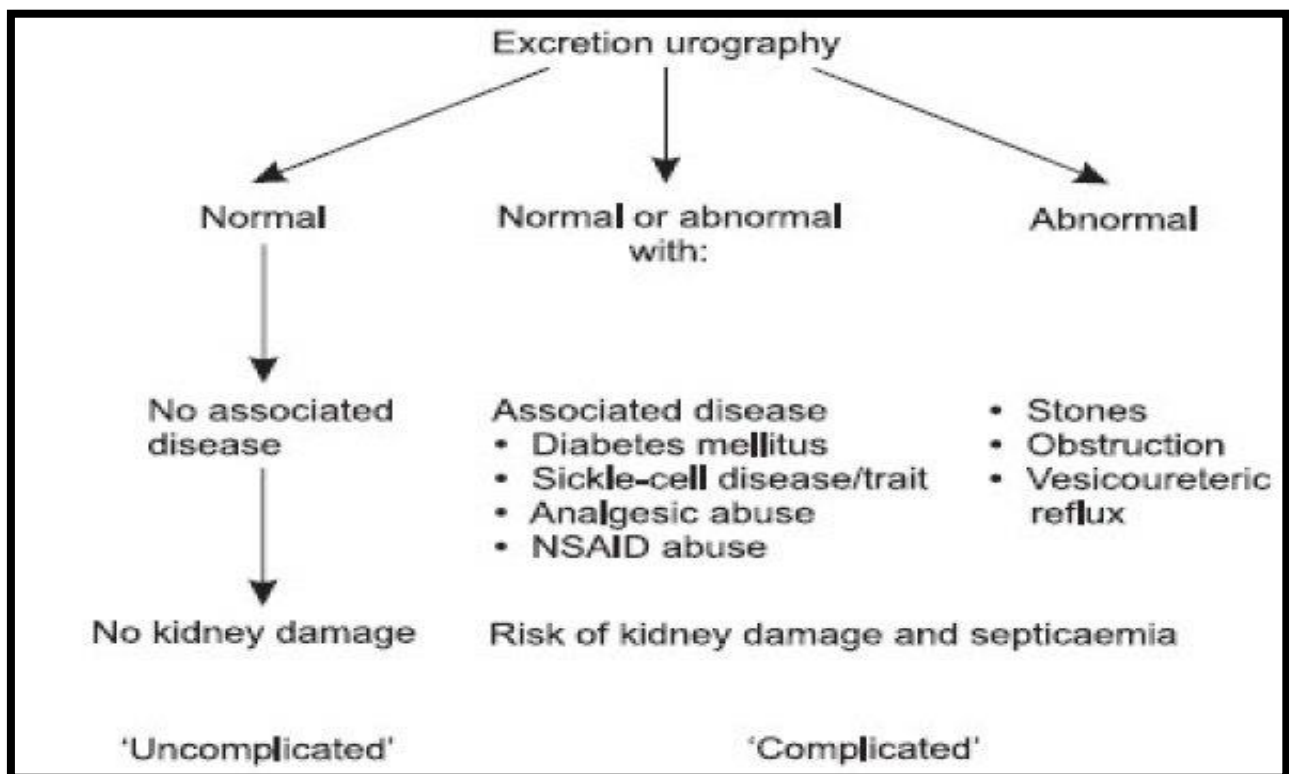 Excretion urography
Normal
Normal or abnormal
with:
Abnormal
No associated
disease
Associated disease
• Diabetes mellitus
• Sickle-cell disease/trait
• Analgesic abuse
• NSAID abuse
• Stones
• Obstruction
• Vesicoureteric
reflux
No kidney damage
Risk of kidney damage and septicaemia
'Uncomplicated'
'Complicated'